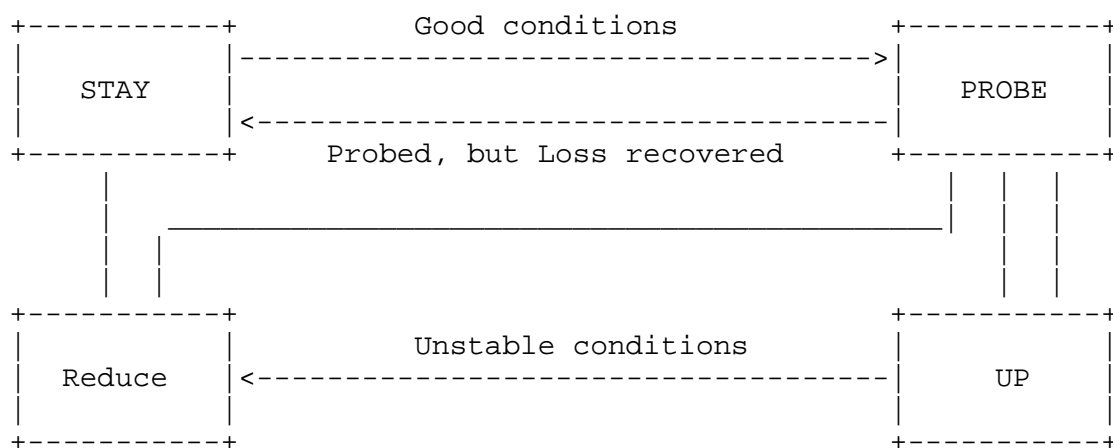 Good conditions
STAY PROBE
Probed, but Loss recovered
Unstable conditions
Reduce UP